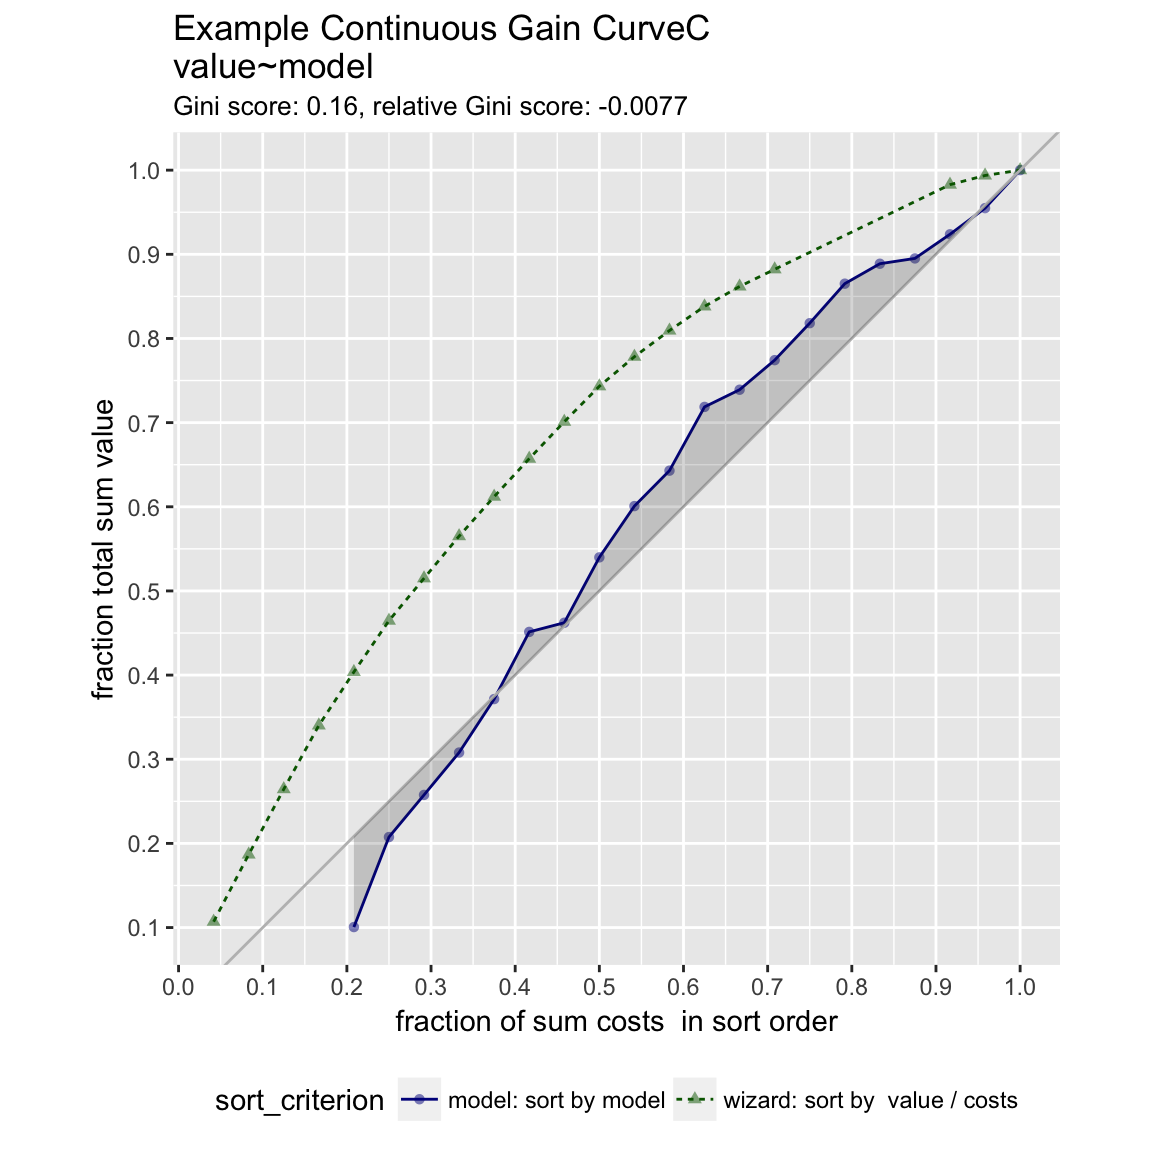 Example Continuous Gain CurveC
value~model
Gini score: 0.16, relative Gini score: -0.0077
fraction total sum value
1.0
0.9
0.8
0.7
0.6
0.5
0.4
0.3
0.2
0.1
0.0 0.1 0.2 0.3 0.4 0.5 0.6 0.7 0.8 0.9 1.0
fraction of sum costs  in sort order
sort_criterion model: sort by model wizard: sort by  value / costs